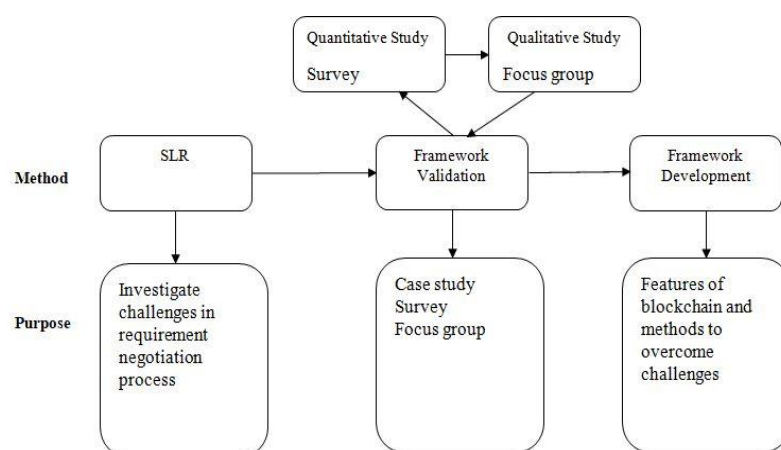 Quantitative Study
Survey
Qualitative Study
Focus group
Method
SLR
Framework
Validation
Framework
Development
Purpose
Investigate
challenges in
requirement
negotiation
process
Case study
Survey
Focus group
Features of
blockchain and
methods to
overcome
challenges